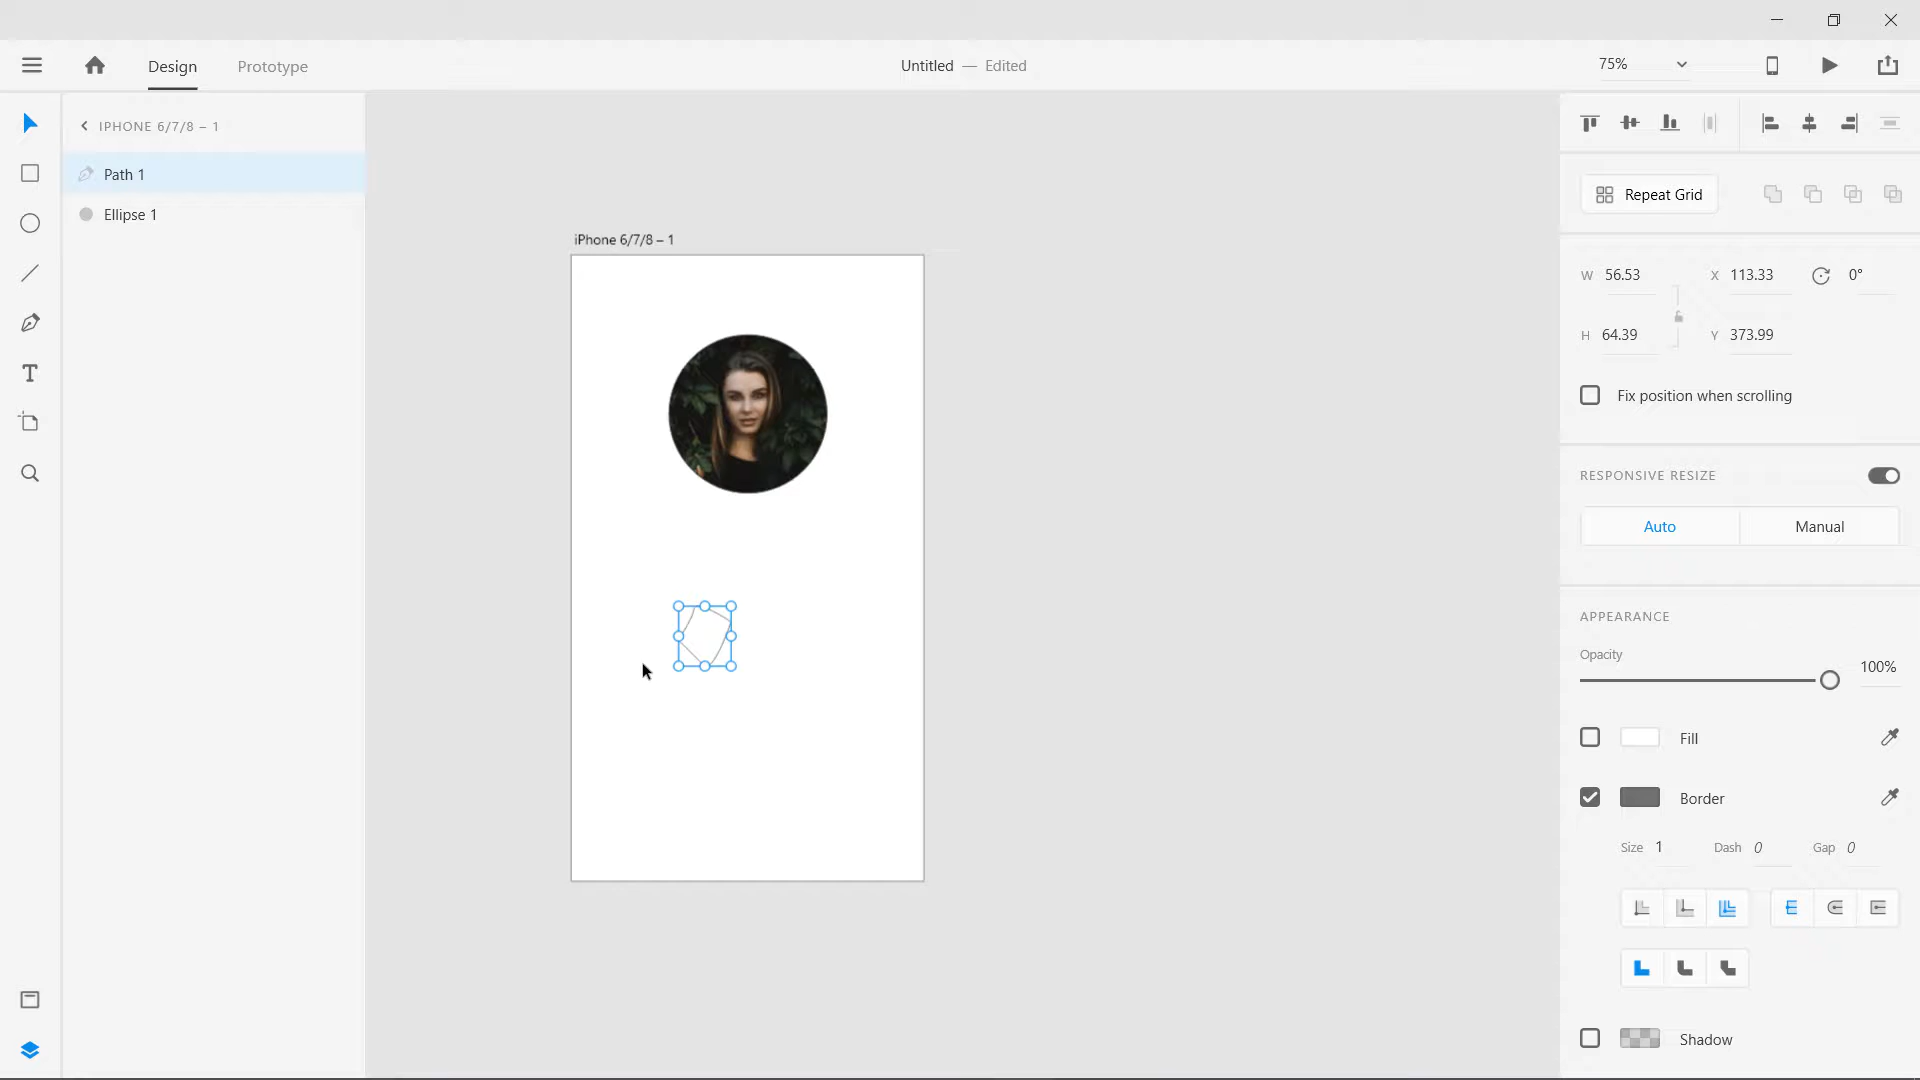 Design
Prototype
Untitled — Edited
75%
IPHONE 6/7/8 – 1
Path 1
Ellipse 1
iPhone 6/7/8 – 1
Repeat Grid
W 56.53
X 113.33
0°
H 64.39
Y 373.99
Fix position when scrolling
RESPONSIVE RESIZE
Auto
Manual
APPEARANCE
Opacity
100%
Fill
Border
Size 1
Dash 0
Gap 0
Shadow